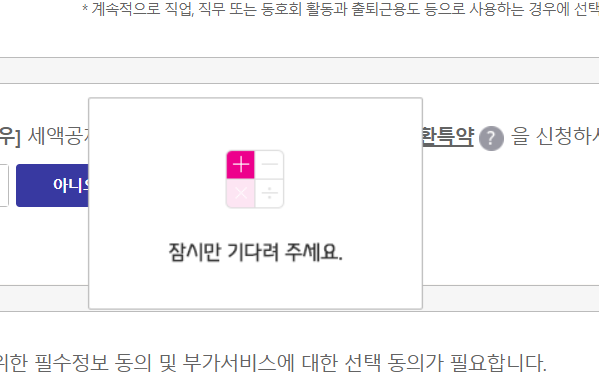 * 계속적으로 직업, 직무 또는 동호회 활동과 출퇴근용도 등으로 사용하는 경우에 선택
우] 세액공제 환특약 ? 을 신청하시
아니오
잠시만 기다려 주세요.
위한 필수정보 동의 및 부가서비스에 대한 선택 동의가 필요합니다.